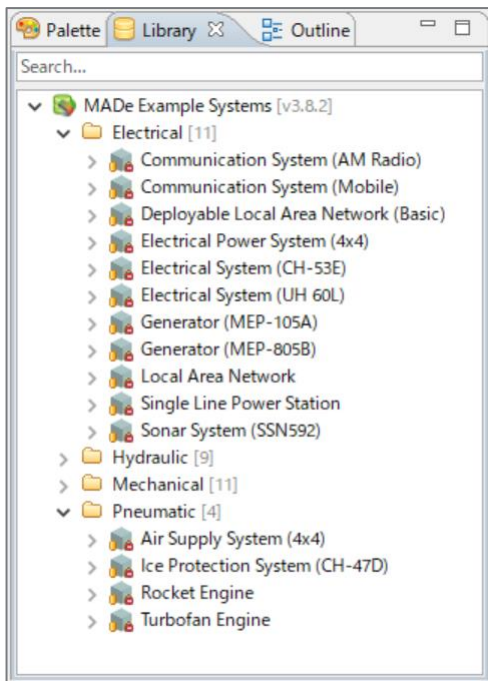 Palette Library Outline
Search...
MADe Example Systems [v3.8.2]
Electrical [11]
Communication System (AM Radio)
Communication System (Mobile)
Deployable Local Area Network (Basic)
Electrical Power System (4x4)
Electrical System (CH-53E)
Electrical System (UH 60L)
Generator (MEP-105A)
Generator (MEP-805B)
Local Area Network
Single Line Power Station
Sonar System (SSN592)
Hydraulic [9]
Mechanical [11]
Pneumatic [4]
Air Supply System (4x4)
Ice Protection System (CH-47D)
Rocket Engine
Turbofan Engine